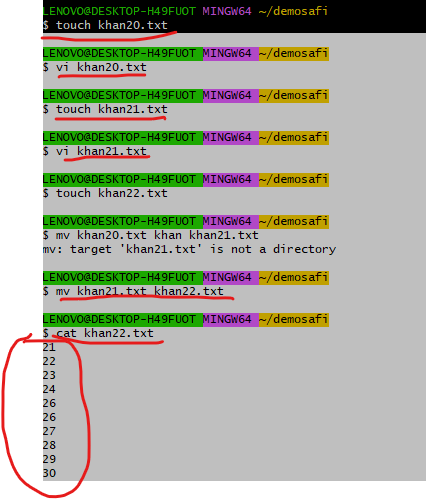 LENOVO@DESKTOP-H49FUOT MINGW64 ~/demosafi
$ touch khan20.txt
LENOVO@DESKTOP-H49FUOT MINGW64 ~/demosafi
$ vi khan20.txt
LENOVO@DESKTOP-H49FUOT MINGW64 ~/demosafi
$ touch khan21.txt
LENOVO@DESKTOP-H49FUOT MINGW64 ~/demosafi
$ vi khan21.txt
LENOVO@DESKTOP-H49FUOT MINGW64 ~/demosafi
$ touch khan22.txt
LENOVO@DESKTOP-H49FUOT MINGW64 ~/demosafi
$ mv khan20.txt khan khan21.txt
mv: target 'khan21.txt' is not a directory
LENOVO@DESKTOP-H49FUOT MINGW64 ~/demosafi
$ mv khan21.txt khan22.txt
LENOVO@DESKTOP-H49FUOT MINGW64 ~/demosafi
$ cat khan22.txt
21
22
23
24
26
26
27
28
29
30